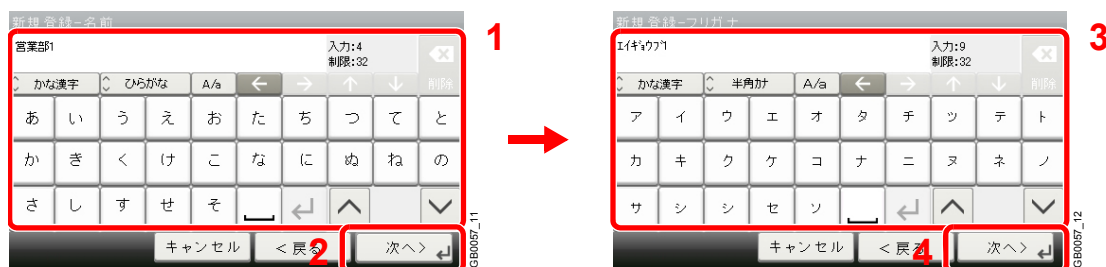 新規登録-名前
営業部1
入力:4
制限:32
1
かな漢字 ひらがな A/a ← → ↑ ↓ 削除
あ い う え お た ち つ て と
か き く け こ な に ぬ ね の
さ し す せ そ
キャンセル < 戻る 2 次へ>
GB0057_11
新規登録-フリガナ
ｴｲｷﾞｮｳﾌﾞ1
入力:9
制限:32
3
かな漢字 半角ｶﾅ A/a ← → ↑ ↓ 削除
ア イ ウ エ オ タ チ ツ テ ト
カ キ ク ケ コ ナ ニ ヌ ネ ノ
サ シ シ セ ソ
キャンセル < 戻る 4 次へ>
GB0057_12